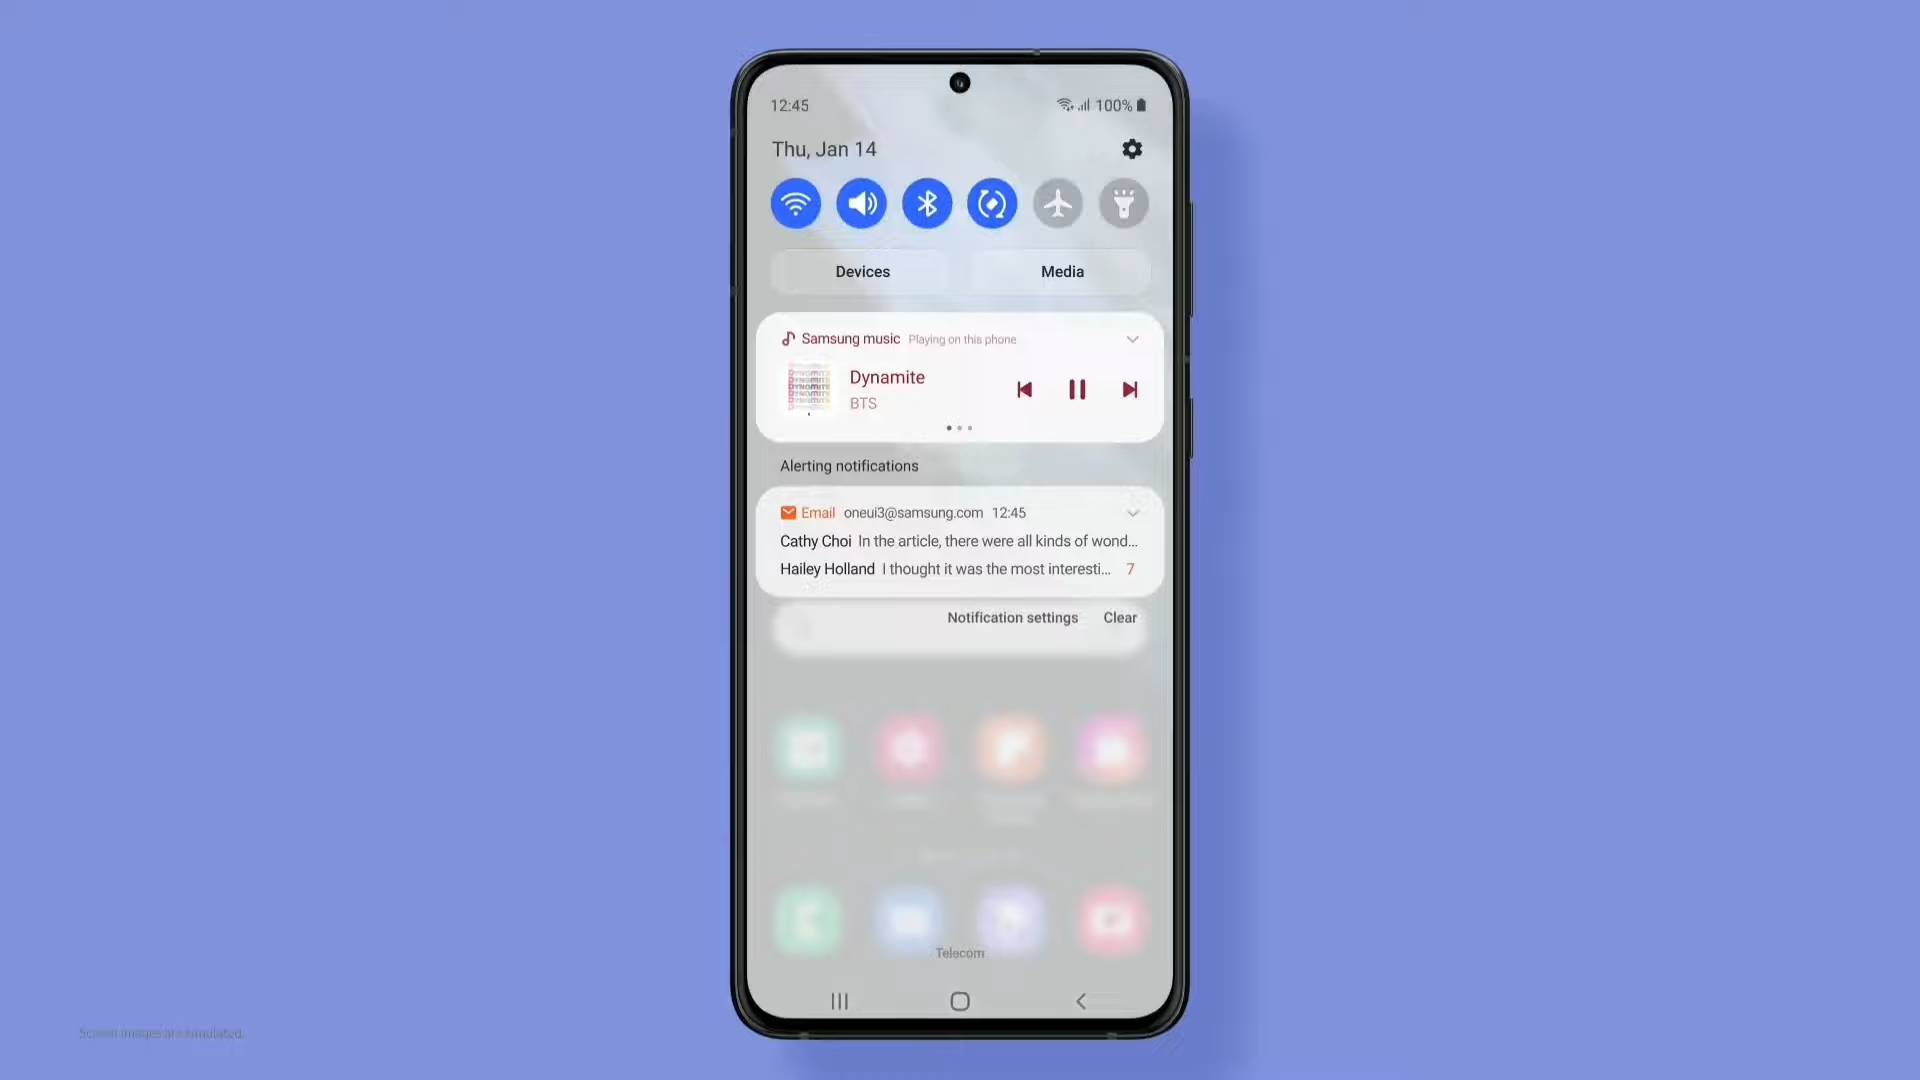 12:45 100%
Thu, Jan 14
Devices Media
Samsung music Playing on this phone
DYNAMITE
Dynamite
BTS
Alerting notifications
Email oneui3@samsung.com 12:45
Cathy Choi In the article, there were all kinds of wond...
Hailey Holland I thought it was the most interesti... 7
Notification settings Clear
Telecom
Screen images are simulated.